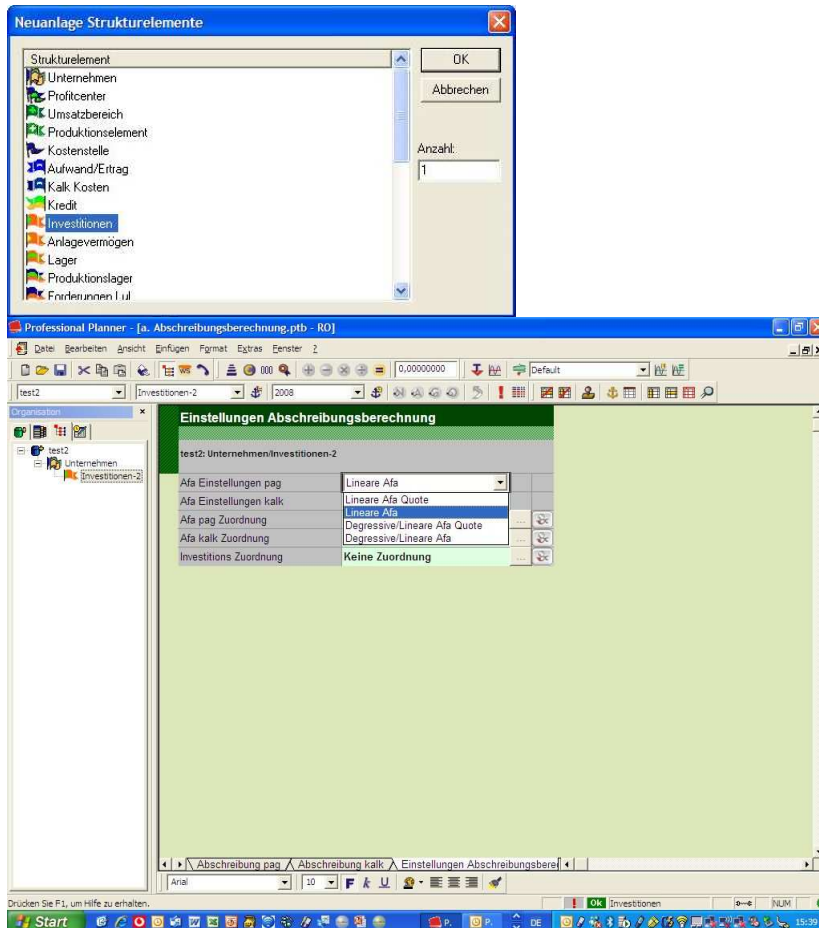 Neuanlage Strukturelemente
Strukturelement
Unternehmen
Profitcenter
Umsatzbereich
Produktionselement
Kostenstelle
Aufwand/Ertrag
Kalk Kosten
Kredit
Investitionen
Anlagevermögen
Lager
Produktionslager
Forderungen LuL
OK
Abbrechen
Anzahl:
1
Professional Planner - [a. Abschreibungsberechnung.ptb - RO]
Datei Bearbeiten Ansicht Einfügen Format Extras Fenster ?
0,00000000 Default
test2 Investitionen-2 2008
Organisation
test2
Unternehmen
Investitionen-2
Einstellungen Abschreibungsberechnung
test2: Unternehmen/Investitionen-2
Afa Einstellungen pag Lineare Afa
Afa Einstellungen kalk Lineare Afa Quote
Lineare Afa
Afa pag Zuordnung Degressive/Lineare Afa Quote ...
Afa kalk Zuordnung Degressive/Lineare Afa ...
Investitions Zuordnung Keine Zuordnung ...
Abschreibung pag Abschreibung kalk Einstellungen Abschreibungsbere
Arial 10 F k U
Drücken Sie F1, um Hilfe zu erhalten. Ok Investitionen NUM
Start P. P. DE 15:39